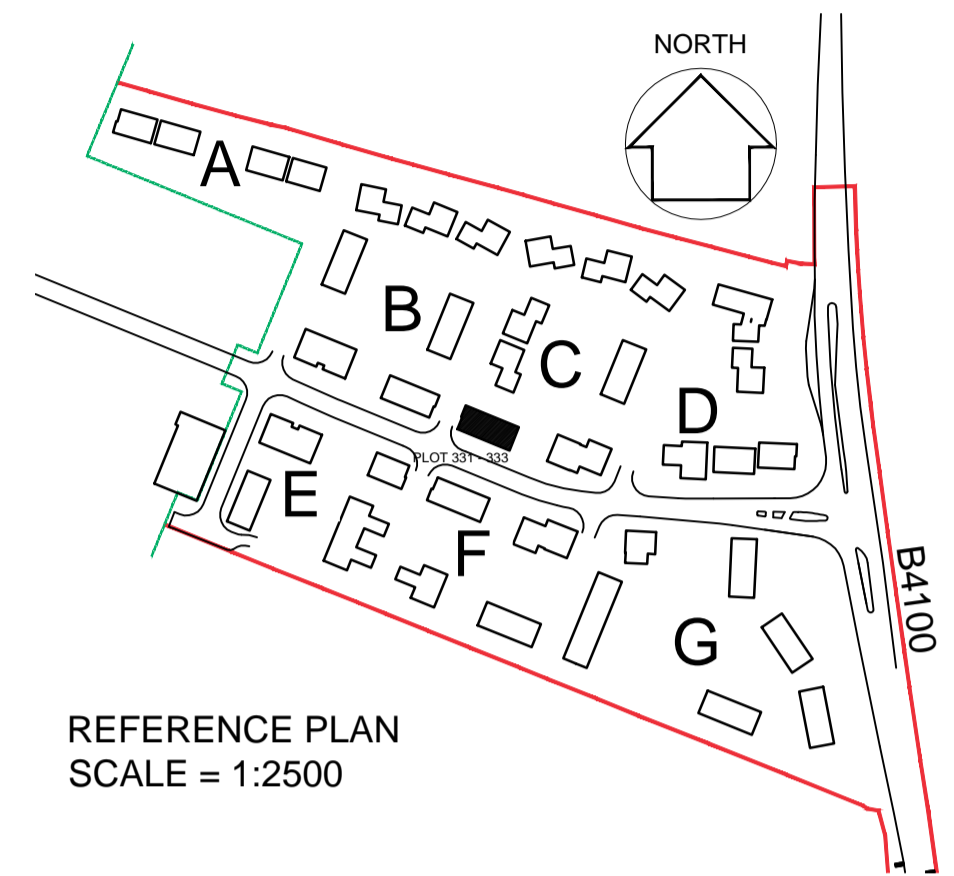 NORTH
A
B
C
D
PLOT 331 - 333
E
F
G
B4100
REFERENCE PLAN
SCALE = 1:2500